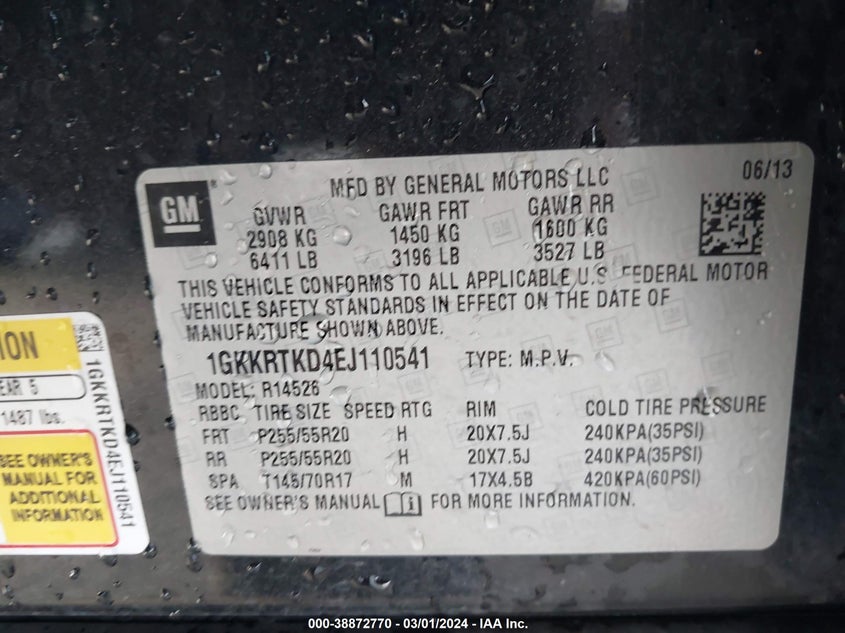 GM
®
MFD BY GENERAL MOTORS LLC
06/13
GVWR GAWR FRT GAWR RR
2908 KG 1450 KG 1600 KG
6411 LB 3196 LB 3527 LB
THIS VEHICLE CONFORMS TO ALL APPLICABLE U.S. FEDERAL MOTOR
VEHICLE SAFETY STANDARDS IN EFFECT ON THE DATE OF
MANUFACTURE SHOWN ABOVE.
1GKKRTKD4EJ110541 TYPE: M.P.V.
MODEL: R14526
RBBC TIRE SIZE SPEED RTG RIM COLD TIRE PRESSURE
FRT P255/55R20 H 20X7.5J 240KPA(35PSI)
RR P255/55R20 H 20X7.5J 240KPA(35PSI)
SPA T145/70R17 M 17X4.5B 420KPA(60PSI)
SEE OWNER'S MANUAL i FOR MORE INFORMATION.
ION
EAR 5
1487 lbs.
SEE OWNER'S
MANUAL FOR
ADDITIONAL
INFORMATION
1GKKRTKD4EJ110541
000-38872770 - 03/01/2024 - IAA Inc.